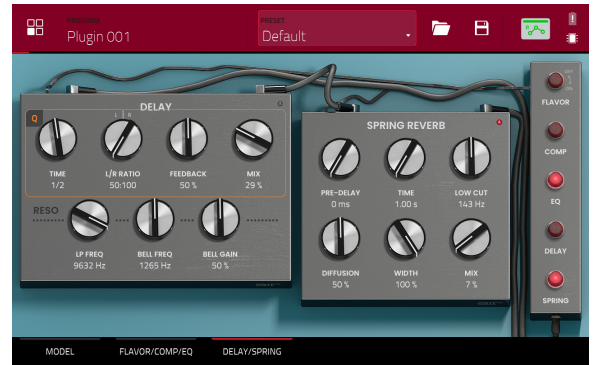 PROGRAM
Plugin 001
PRESET
Default
DELAY
Q
L R
TIME
1/2
L/R RATIO
50:100
FEEDBACK
50 %
MIX
29 %
RESO
LP FREQ
9632 Hz
BELL FREQ
1265 Hz
BELL GAIN
50 %
SPRING REVERB
PRE-DELAY
0 ms
TIME
1.00 s
LOW CUT
143 Hz
DIFFUSION
50 %
WIDTH
100 %
MIX
7 %
FLAVOR
COMP
EQ
DELAY
SPRING
MODEL
FLAVOR/COMP/EQ
DELAY/SPRING